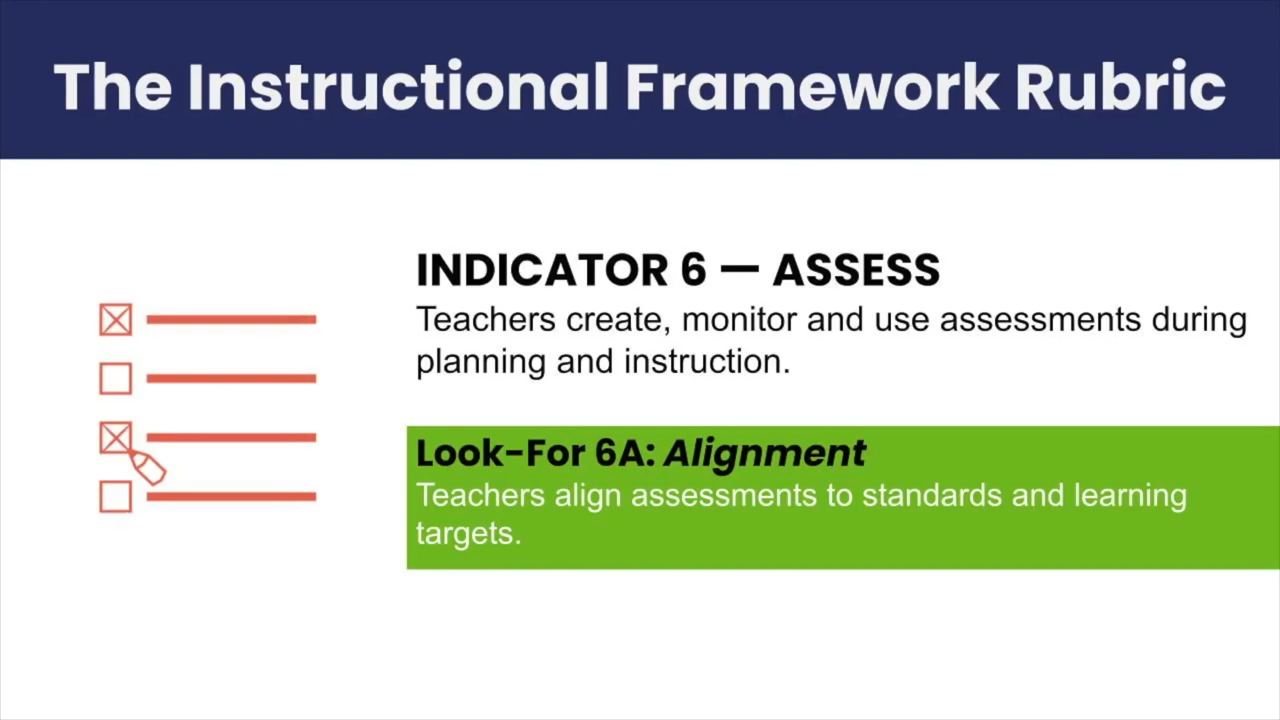 The Instructional Framework Rubric
INDICATOR 6 — ASSESS
Teachers create, monitor and use assessments during
planning and instruction.
Look-For 6A: Alignment
Teachers align assessments to standards and learning
targets.